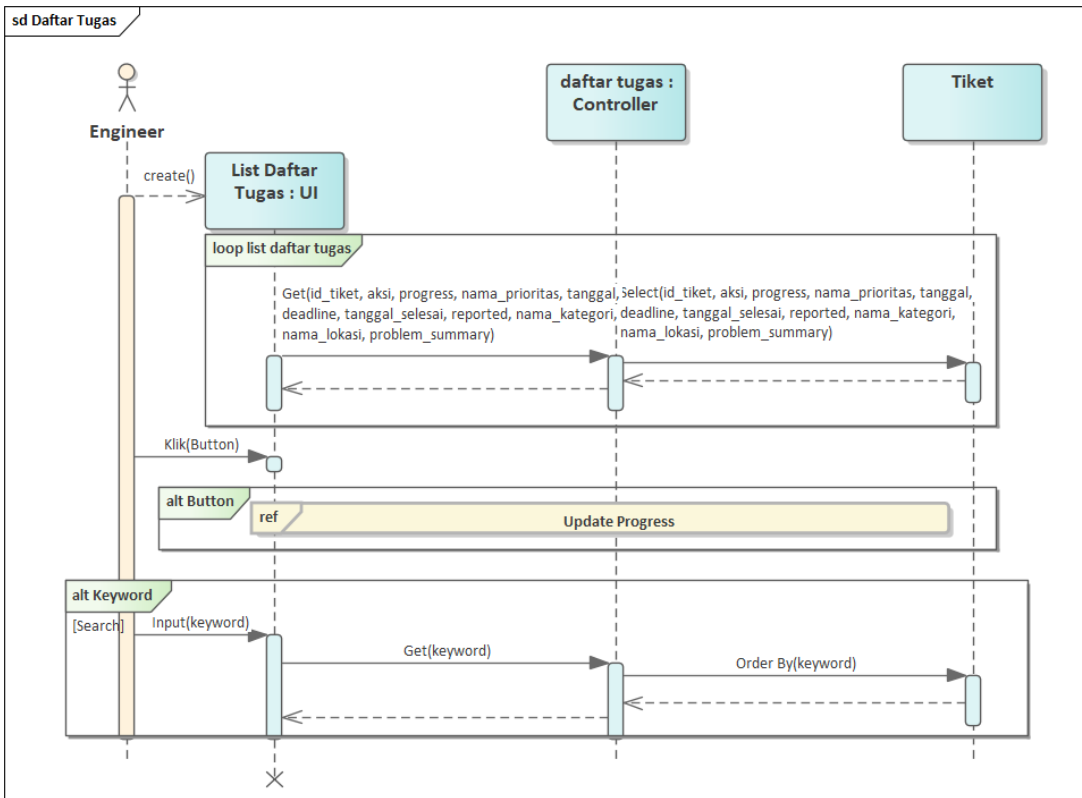 sd Daftar Tugas
Engineer
daftar tugas :
Controller
Tiket
create()
List Daftar
Tugas : UI
loop list daftar tugas
Get(id_tiket, aksi, progress, nama_prioritas, tanggal,
deadline, tanggal_selesai, reported, nama_kategori,
nama_lokasi, problem_summary)
Select(id_tiket, aksi, progress, nama_prioritas, tanggal,
deadline, tanggal_selesai, reported, nama_kategori,
nama_lokasi, problem_summary)
Klik(Button)
alt Button
ref
Update Progress
alt Keyword
[Search]
Input(keyword)
Get(keyword)
Order By(keyword)